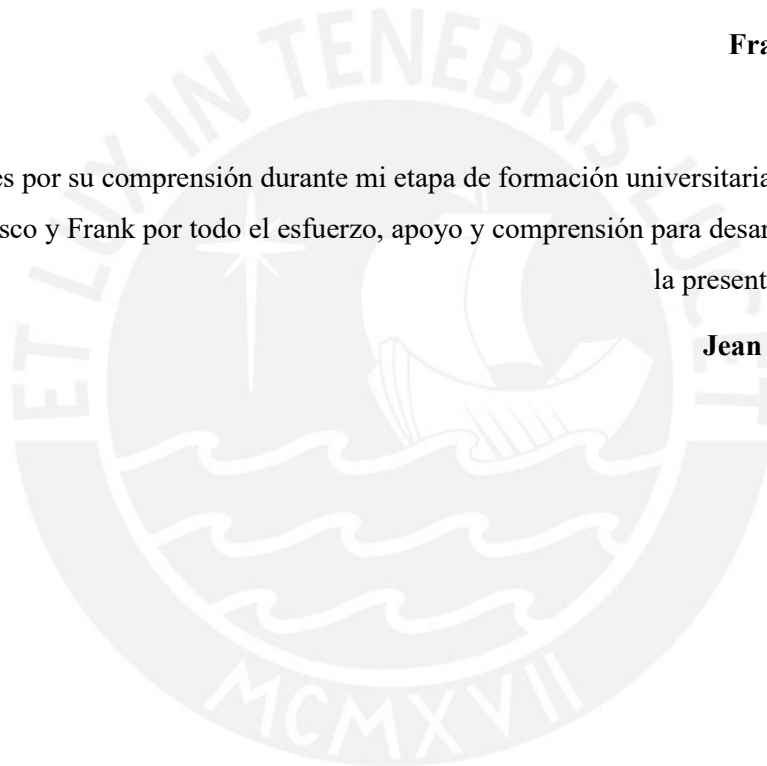 Fra
es por su comprensión durante mi etapa de formación universitaria
sco y Frank por todo el esfuerzo, apoyo y comprensión para desar
la present
Jean
ET LUX IN TENEBRIS LUCET
MCMXVII